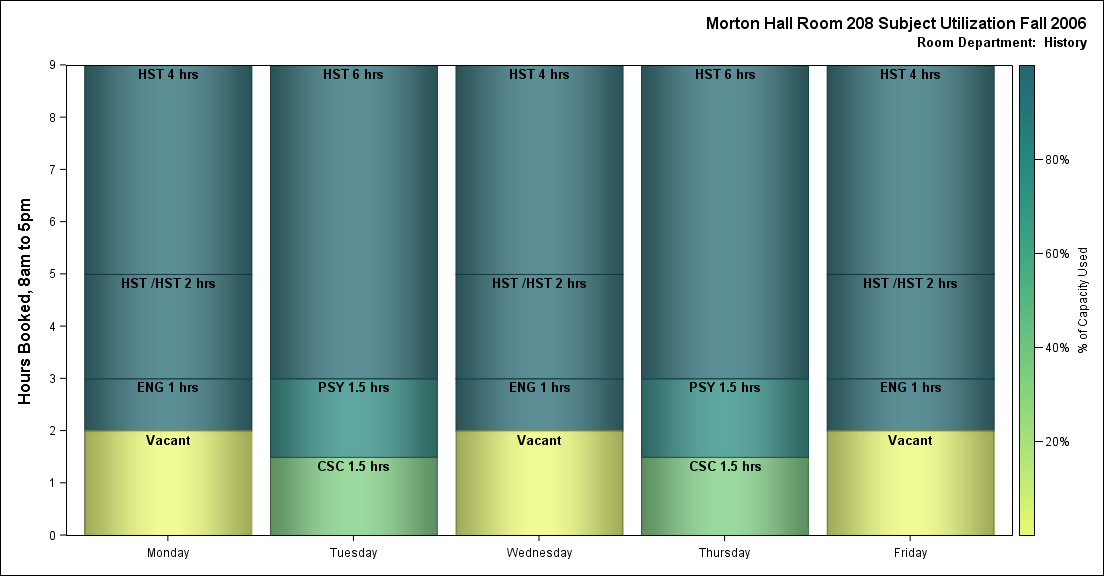 Morton Hall Room 208 Subject Utilization Fall 2006
Room Department:  History
Hours Booked, 8am to 5pm
9
8
7
6
5
4
3
2
1
0
HST 4 hrs
HST /HST 2 hrs
ENG 1 hrs
Vacant
HST 6 hrs
PSY 1.5 hrs
CSC 1.5 hrs
HST 4 hrs
HST /HST 2 hrs
ENG 1 hrs
Vacant
HST 6 hrs
PSY 1.5 hrs
CSC 1.5 hrs
HST 4 hrs
HST /HST 2 hrs
ENG 1 hrs
Vacant
Monday
Tuesday
Wednesday
Thursday
Friday
80%
60%
40%
20%
% of Capacity Used